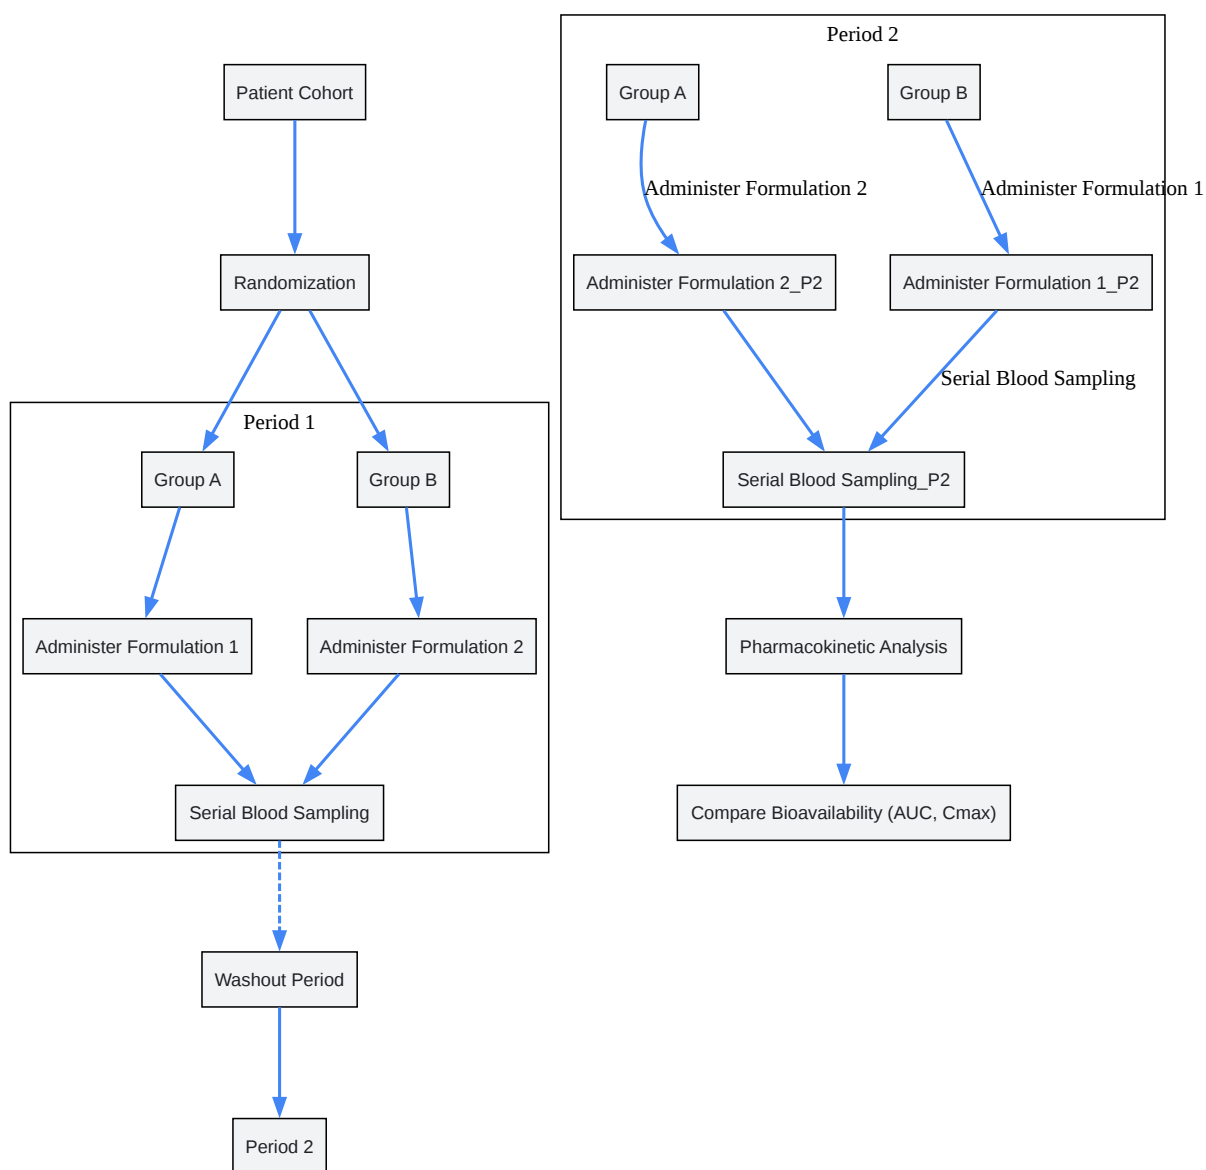 Patient Cohort
Randomization
Period 1
Group A
Group B
Administer Formulation 1
Administer Formulation 2
Serial Blood Sampling
Washout Period
Period 2
Period 2
Group A
Group B
Administer Formulation 2
Administer Formulation 1
Administer Formulation 2_P2
Administer Formulation 1_P2
Serial Blood Sampling
Serial Blood Sampling_P2
Pharmacokinetic Analysis
Compare Bioavailability (AUC, Cmax)